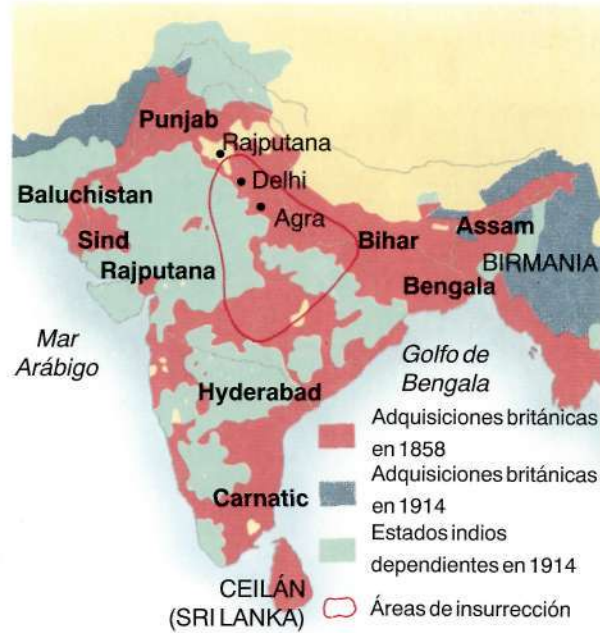 Punjab
Rajputana
Delhi
Baluchistan
Agra
Sind
Bihar
Assam
Rajputana
BIRMANIA
Bengala
Mar
Arábigo
Golfo de
Bengala
Hyderabad
Adquisiciones británicas
en 1858
Adquisiciones británicas
en 1914
Carnatic
Estados indios
dependientes en 1914
CEILÁN
(SRI LANKA)
Áreas de insurrección